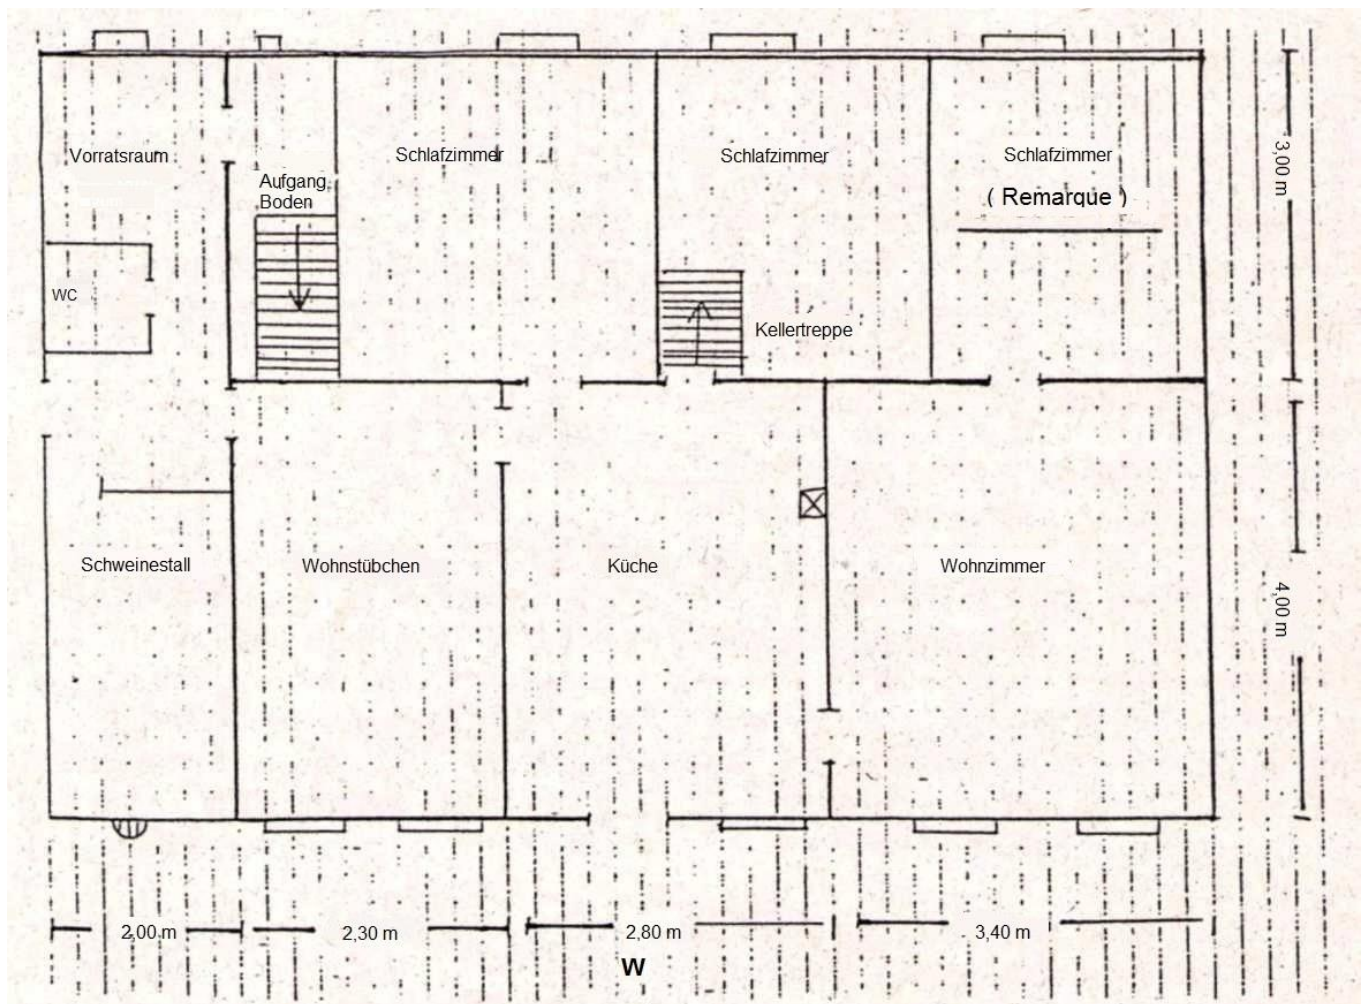 Vorratsraum
Aufgang
Boden
Schlafzimmer
Schlafzimmer
Schlafzimmer
( Remarque )
3,00 m
WC
Kellertreppe
Schweinestall
Wohnstübchen
Küche
Wohnzimmer
4,00 m
2,00 m
2,30 m
2,80 m
3,40 m
W